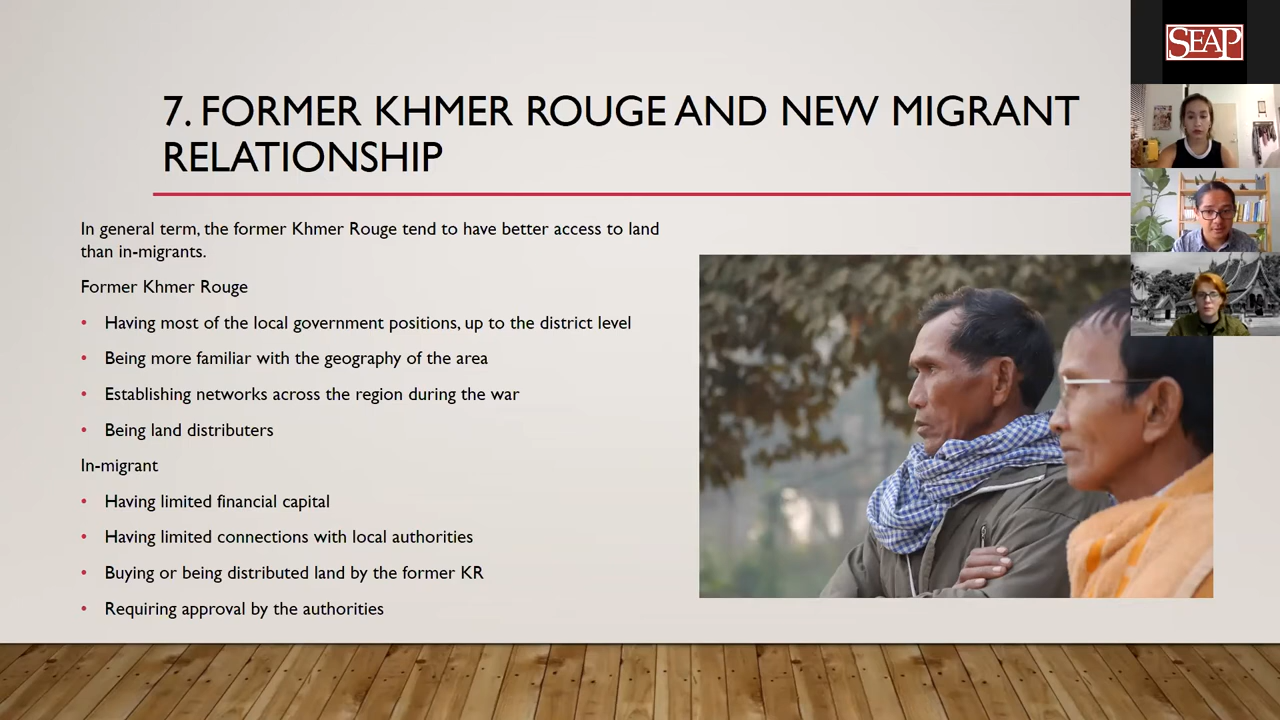 7. FORMER KHMER ROUGE AND NEW MIGRANT
RELATIONSHIP
In general term, the former Khmer Rouge tend to have better access to land
than in-migrants.
Former Khmer Rouge
• Having most of the local government positions, up to the district level
• Being more familiar with the geography of the area
• Establishing networks across the region during the war
• Being land distributers
In-migrant
• Having limited financial capital
• Having limited connections with local authorities
• Buying or being distributed land by the former KR
• Requiring approval by the authorities
SEAP